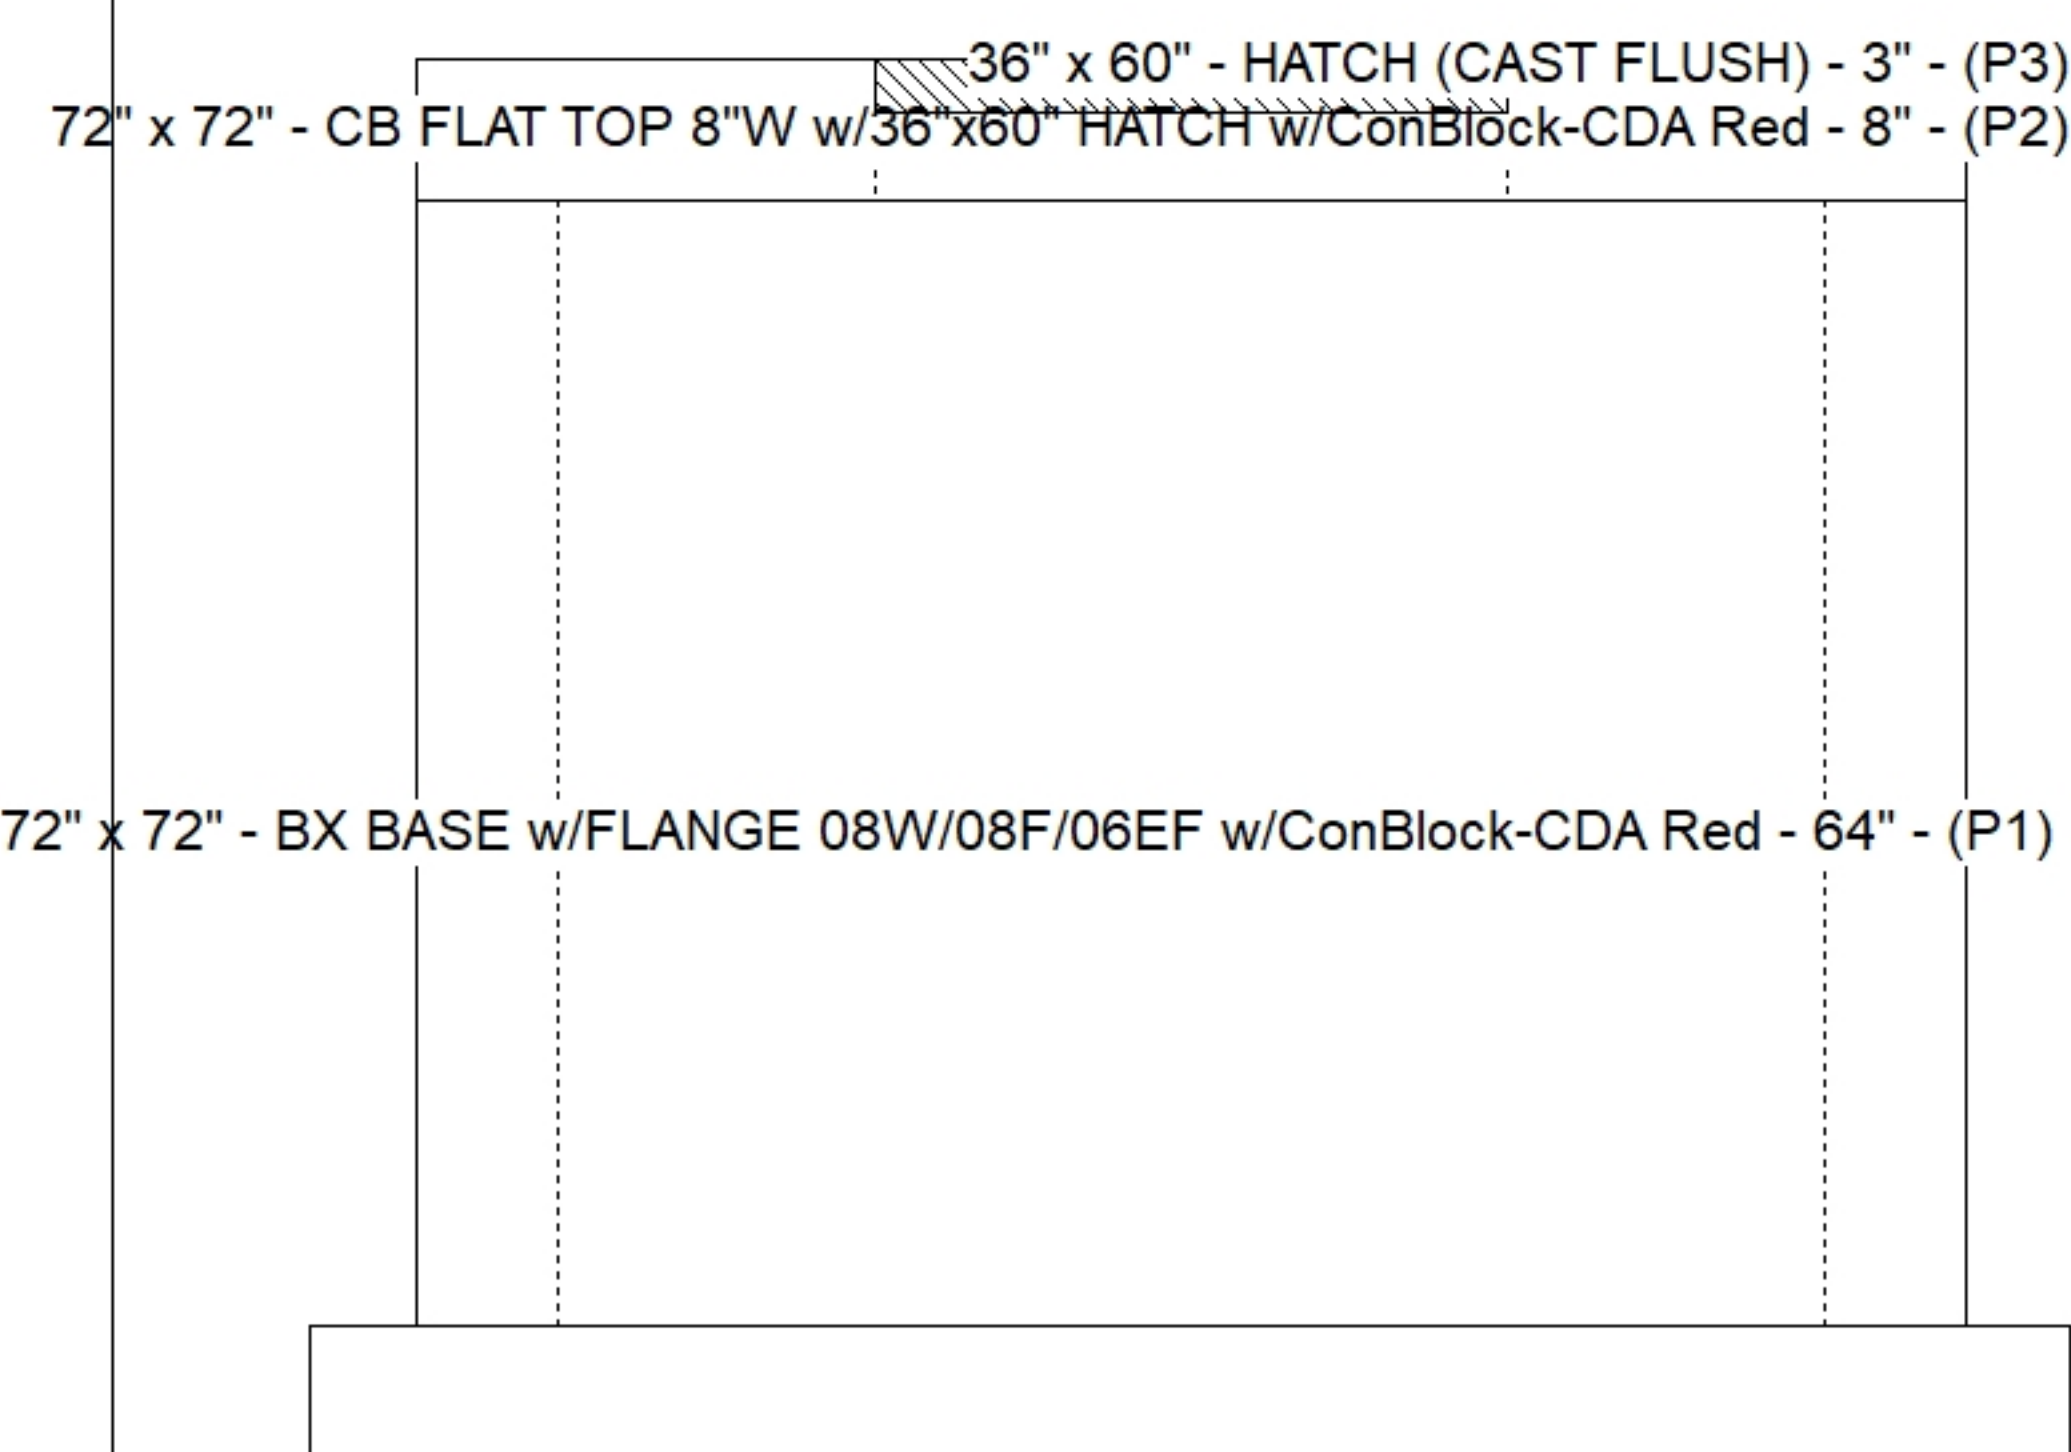 36" x 60" - HATCH (CAST FLUSH) - 3" - (P3)
72" x 72" - CB FLAT TOP 8"W w/36"x60" HATCH w/ConBlock-CDA Red - 8" - (P2)
72" x 72" - BX BASE w/FLANGE 08W/08F/06EF w/ConBlock-CDA Red - 64" - (P1)